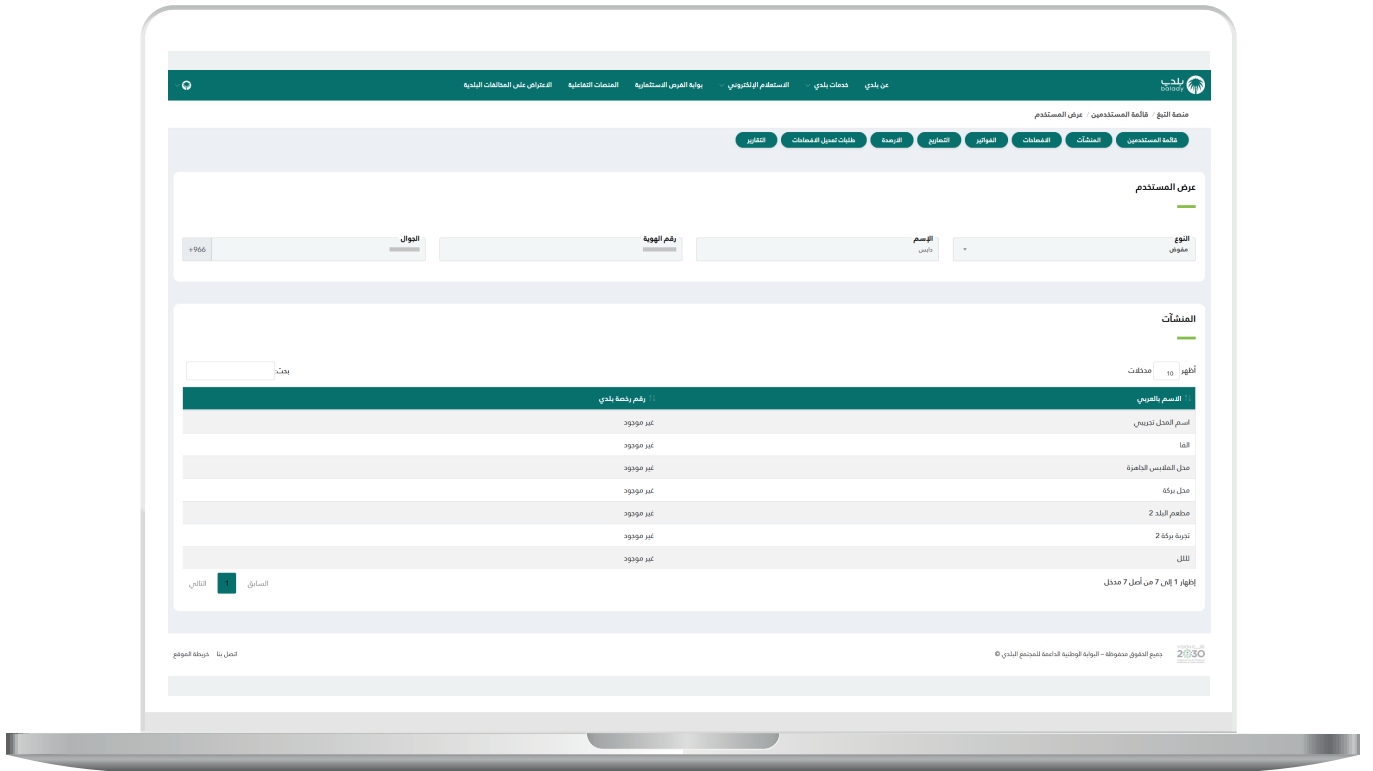 بلدي
balady
عن بلدي خدمات بلدي الاستعلام الإلكتروني بوابة الفرص الاستثمارية المنصات التفاعلية الاعتراض على المخالفات البلدية
منصة التبغ / قائمة المستخدمين / عرض المستخدم
قائمة المستخدمين المنشآت الافصاحات الفواتير التصاريح الارصدة طلبات تعديل الافصاحات التقارير
عرض المستخدم
النوع الإسم رقم الهوية الجوال
مفوض حابس +966
المنشآت
أظهر 10 مدخلات بحث:
الاسم بالعربي رقم رخصة بلدي
اسم المحل تجريبي غير موجود
الفا غير موجود
محل الملابس الجاهزة غير موجود
محل بركة غير موجود
مطعم البلد 2 غير موجود
تجربة بركة 2 غير موجود
لللل غير موجود
إظهار 1 إلى 7 من أصل 7 مدخل السابق 1 التالي
2030 جميع الحقوق محفوظة – البوابة الوطنية الداعمة للمجتمع البلدي © اتصل بنا خريطة الموقع